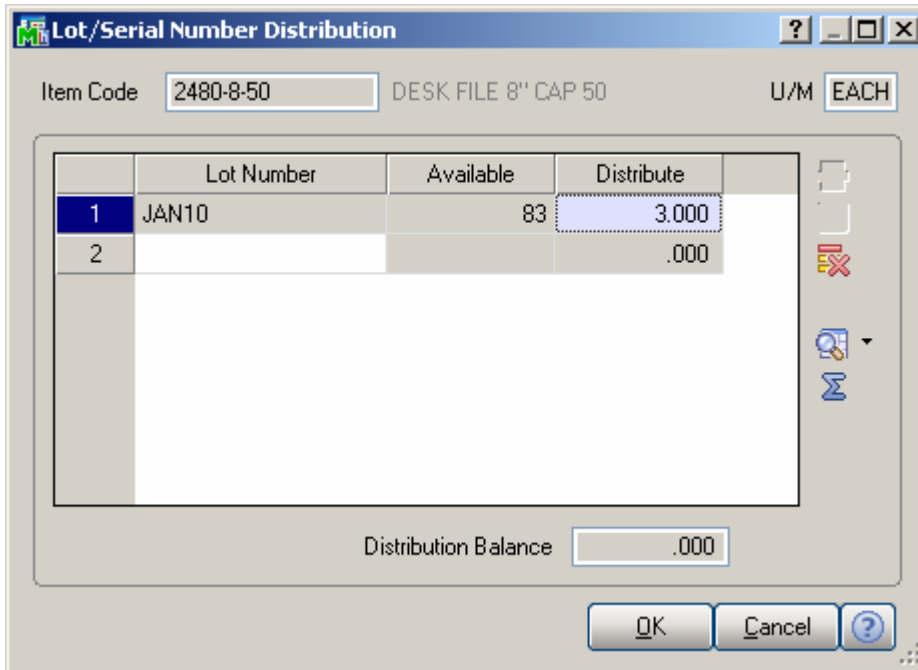 Lot/Serial Number Distribution
Item Code 2480-8-50 DESK FILE 8" CAP 50 U/M EACH
Lot Number Available Distribute
1 JAN10 83 3.000
2 .000
Distribution Balance .000
OK Cancel